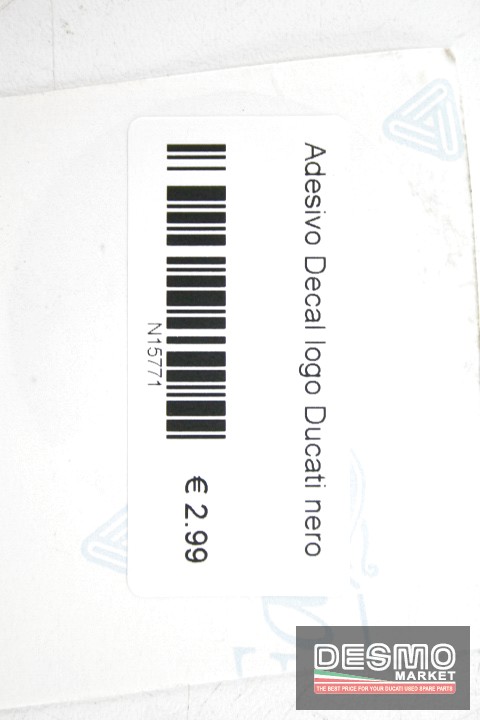 Adesivo Decal logo Ducati nero
N15771
€ 2.99
DESMO
MARKET
THE BEST PRICE FOR YOUR DUCATI USED SPARE PARTS